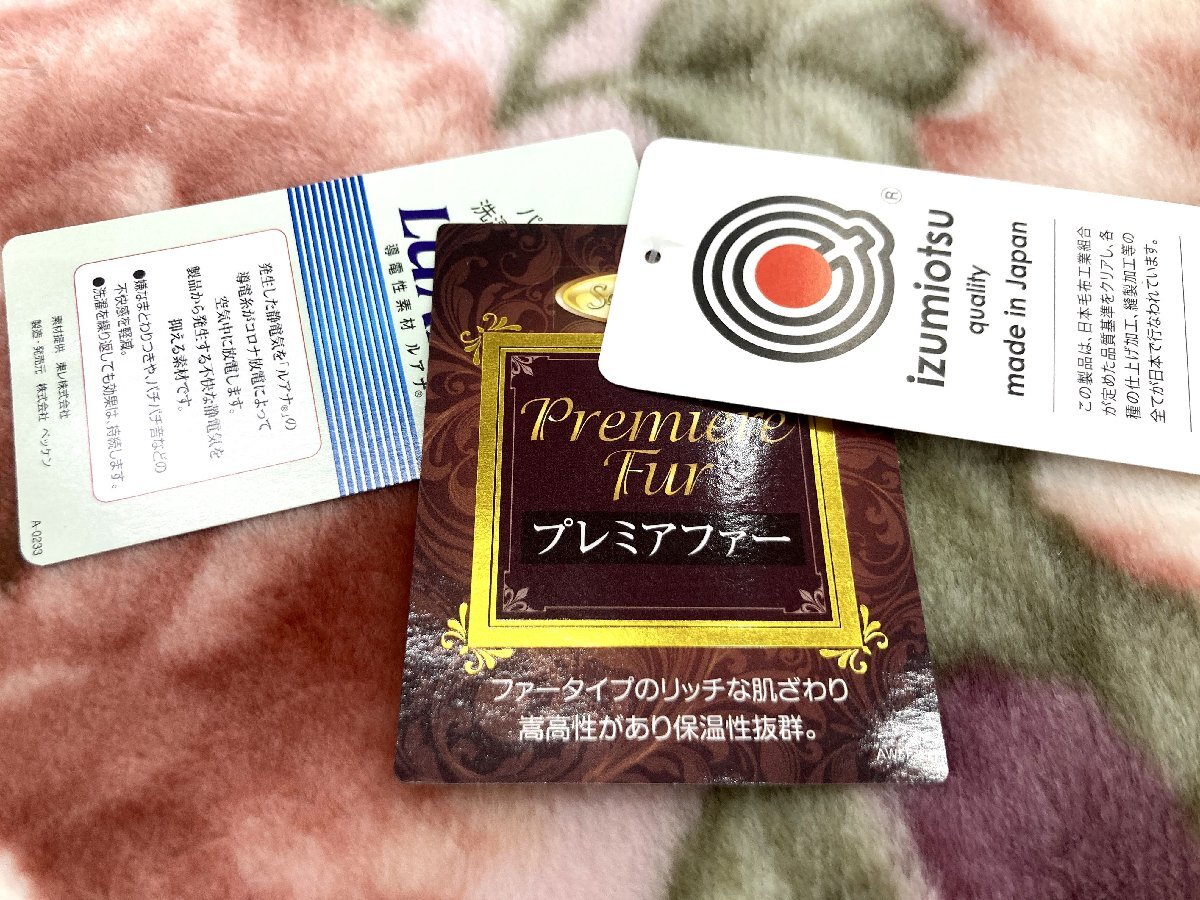 導電性素材 ルアナ®
発生した静電気を「ルアナ®」の
導電糸がコロナ放電によって
空気中に放電します。
製品から発生する不快な静電気を
抑える素材です。
●嫌なまとわりつきや、パチパチ音などの
不快感を軽減。
●洗濯を繰り返しても効果は、持続します。
素材提供 東レ株式会社
製造・発売元 株式会社 ベッケン
A-0233
Premiere
Fur
プレミアファー
ファータイプのリッチな肌ざわり
嵩高性があり保温性抜群。
®
izumiotsu
quality
made in Japan
この製品は、日本毛布工業組合
が定めた品質基準をクリアし、各
種の仕上げ加工、縫製加工等の
全てが日本で行なわれています。